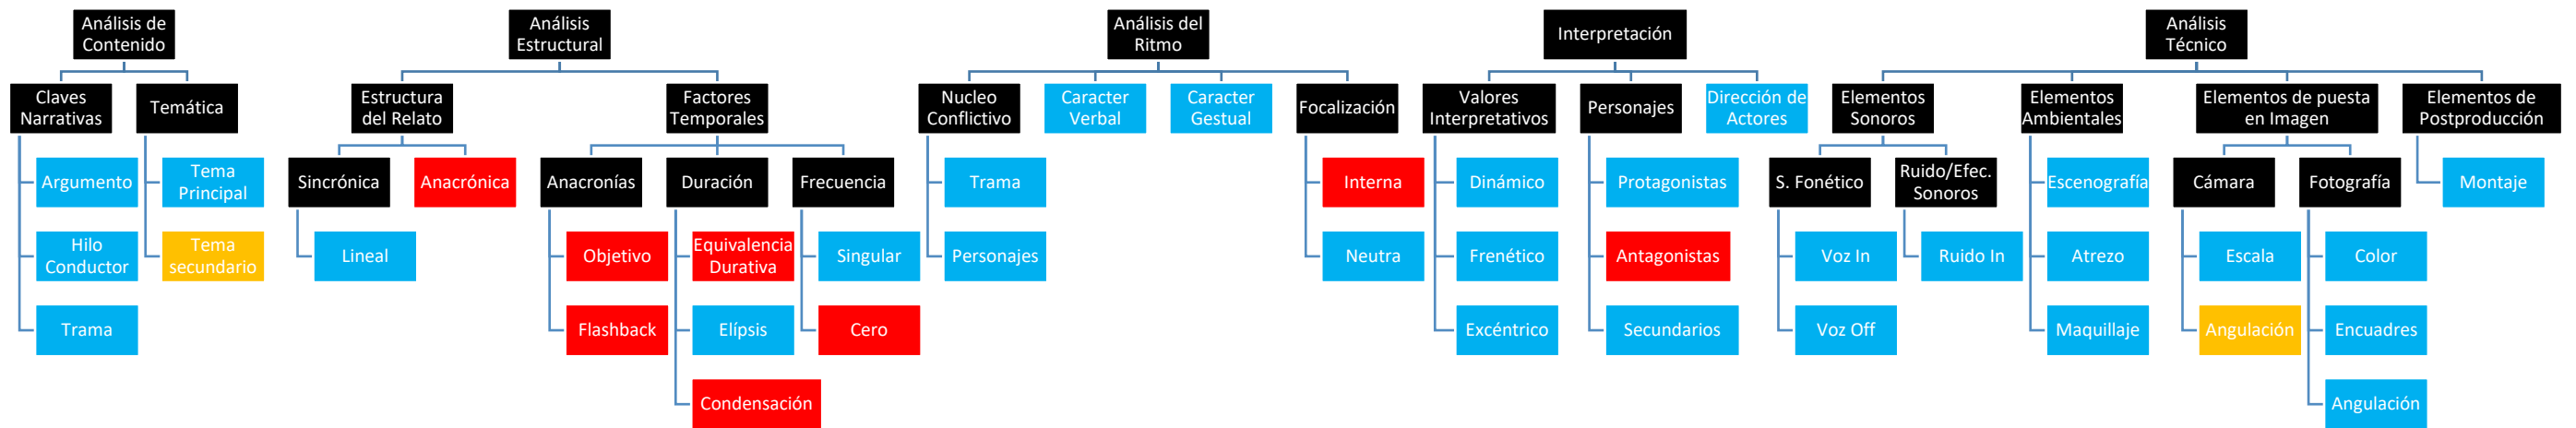 Análisis de
Contenido
Análisis
Estructural
Análisis del
Ritmo
Interpretación
Análisis
Técnico
Claves
Narrativas
Temática
Estructura
del Relato
Factores
Temporales
Nucleo
Conflictivo
Caracter
Verbal
Caracter
Gestual
Focalización
Valores
Interpretativos
Personajes
Dirección de
Actores
Elementos
Sonoros
Elementos
Ambientales
Elementos de puesta
en Imagen
Elementos de
Postproducción
Argumento
Tema
Principal
Sincrónica
Anacrónica
Anacronías
Duración
Frecuencia
Trama
Interna
Dinámico
Protagonistas
S. Fonético
Ruido/Efec.
Sonoros
Escenografía
Cámara
Fotografía
Montaje
Hilo
Conductor
Tema
secundario
Lineal
Objetivo
Equivalencia
Durativa
Singular
Personajes
Neutra
Frenético
Antagonistas
Voz In
Ruido In
Atrezo
Escala
Color
Trama
Flashback
Elípsis
Cero
Excéntrico
Secundarios
Voz Off
Maquillaje
Angulación
Encuadres
Condensación
Angulación